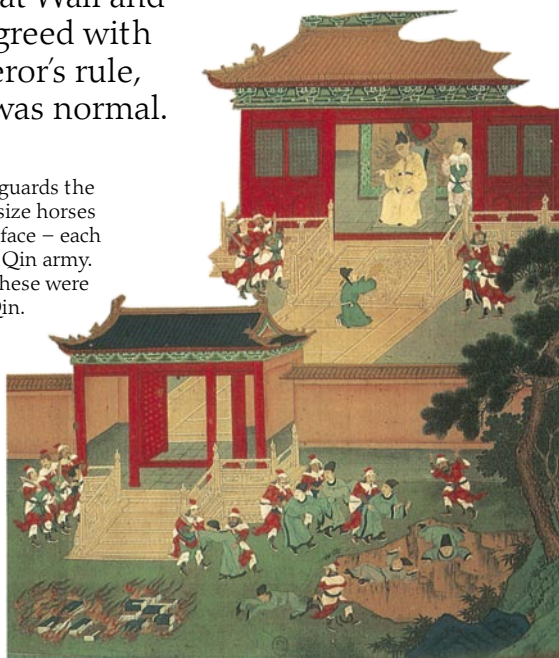 at Wall and
greed with
eror's rule,
was normal.
guards the
size horses
face – each
Qin army.
hese were
Qin.